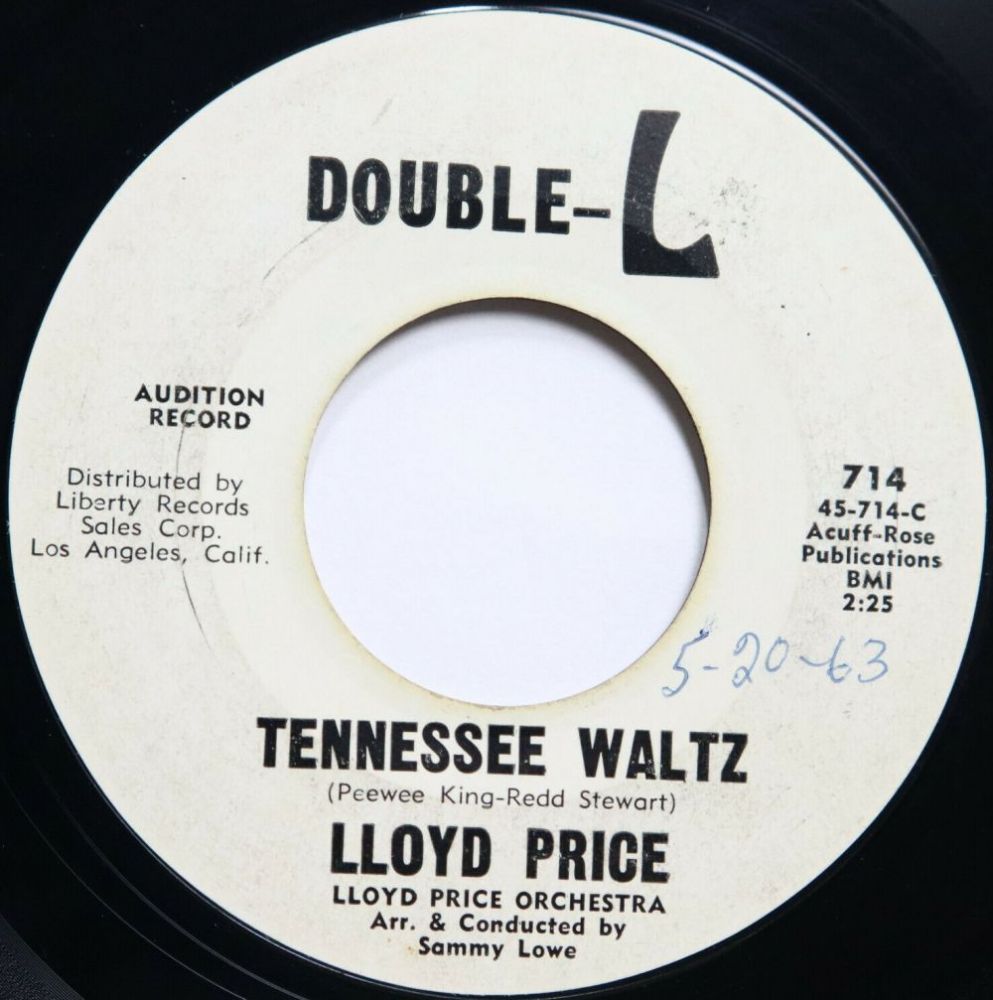 DOUBLE-L
AUDITION
RECORD
Distributed by
Liberty Records
Sales Corp.
Los Angeles, Calif.
714
45-714-C
Acuff-Rose
Publications
BMI
2:25
5-20-63
TENNESSEE WALTZ
(Peewee King-Redd Stewart)
LLOYD PRICE
LLOYD PRICE ORCHESTRA
Arr. & Conducted by
Sammy Lowe